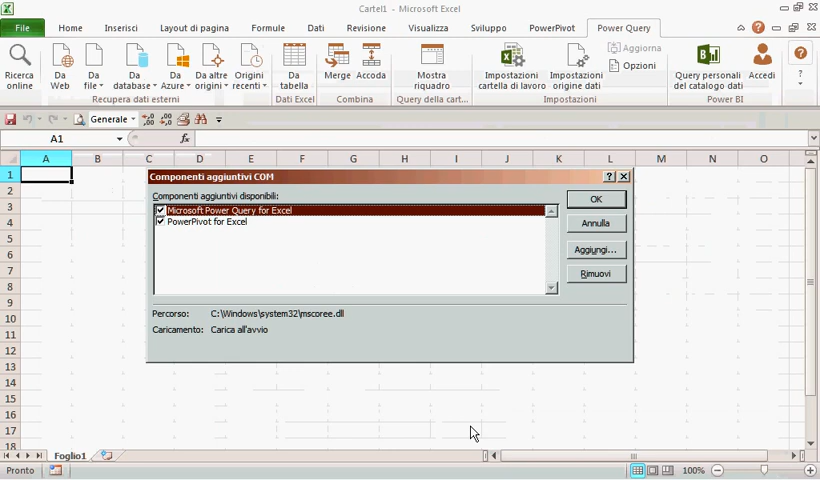 Cartel1 - Microsoft Excel
File Home Inserisci Layout di pagina Formule Dati Revisione Visualizza Sviluppo PowerPivot Power Query
Ricerca online
Da Web
Da file
Da database
Da Azure
Da altre origini
Origini recenti
Da tabella
Merge
Accoda
Mostra riquadro
Impostazioni cartella di lavoro
Impostazioni origine dati
Aggiorna
Opzioni
Query personali del catalogo dati
Accedi
?
Recupera dati esterni Dati Excel Combina Query della cart... Impostazioni Power BI
Generale
A1 fx
A B C D E F G H I J K L M N O
1
2
3
4
5
6
7
8
9
10
11
12
13
14
15
16
17
18
Componenti aggiuntivi COM
Componenti aggiuntivi disponibili:
Microsoft Power Query for Excel
PowerPivot for Excel
OK
Annulla
Aggiungi...
Rimuovi
Percorso: C:\Windows\system32\mscoree.dll
Caricamento: Carica all'avvio
Foglio1
Pronto 100%